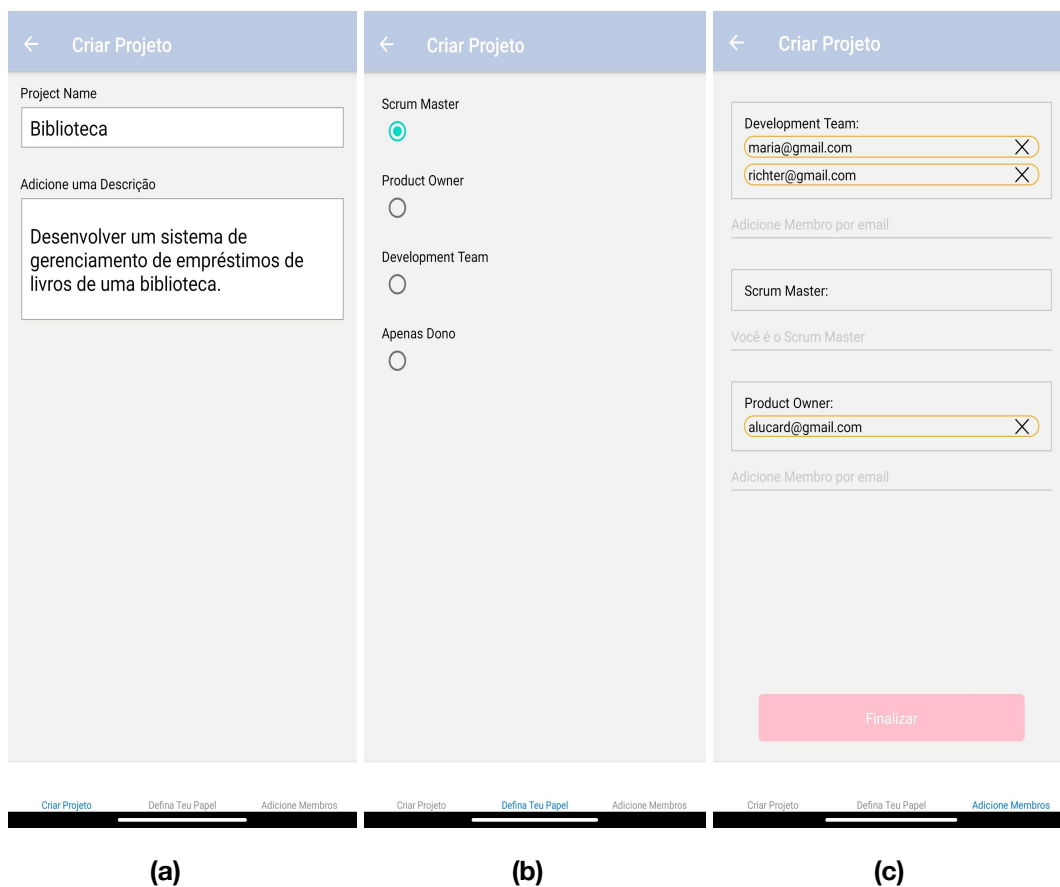 Criar Projeto
Project Name
Biblioteca
Adicione uma Descrição
Desenvolver um sistema de
gerenciamento de empréstimos de
livros de uma biblioteca.
Criar Projeto
Defina Teu Papel
Adicione Membros
(a)
Criar Projeto
Scrum Master
Product Owner
Development Team
Apenas Dono
Criar Projeto
Defina Teu Papel
Adicione Membros
(b)
Criar Projeto
Development Team:
maria@gmail.com
richter@gmail.com
Adicione Membro por email
Scrum Master:
Você é o Scrum Master
Product Owner:
alucard@gmail.com
Adicione Membro por email
Finalizar
Criar Projeto
Defina Teu Papel
Adicione Membros
(c)